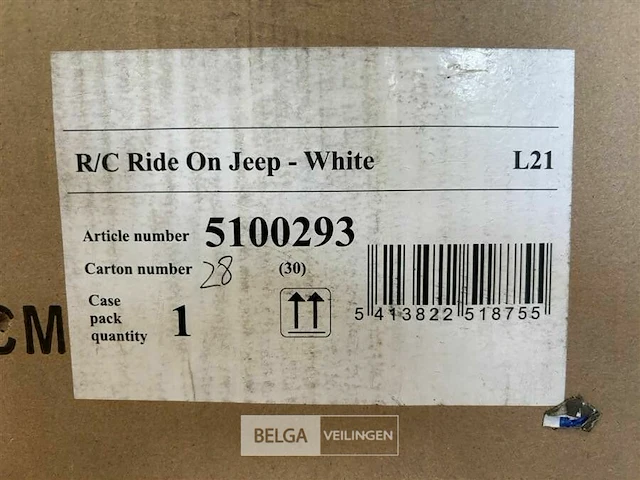 R/C Ride On Jeep - White L21
Article number 5100293
Carton number 28 (30)
Case
pack
quantity 1
5 413822 518755
CM
BELGA VEILINGEN